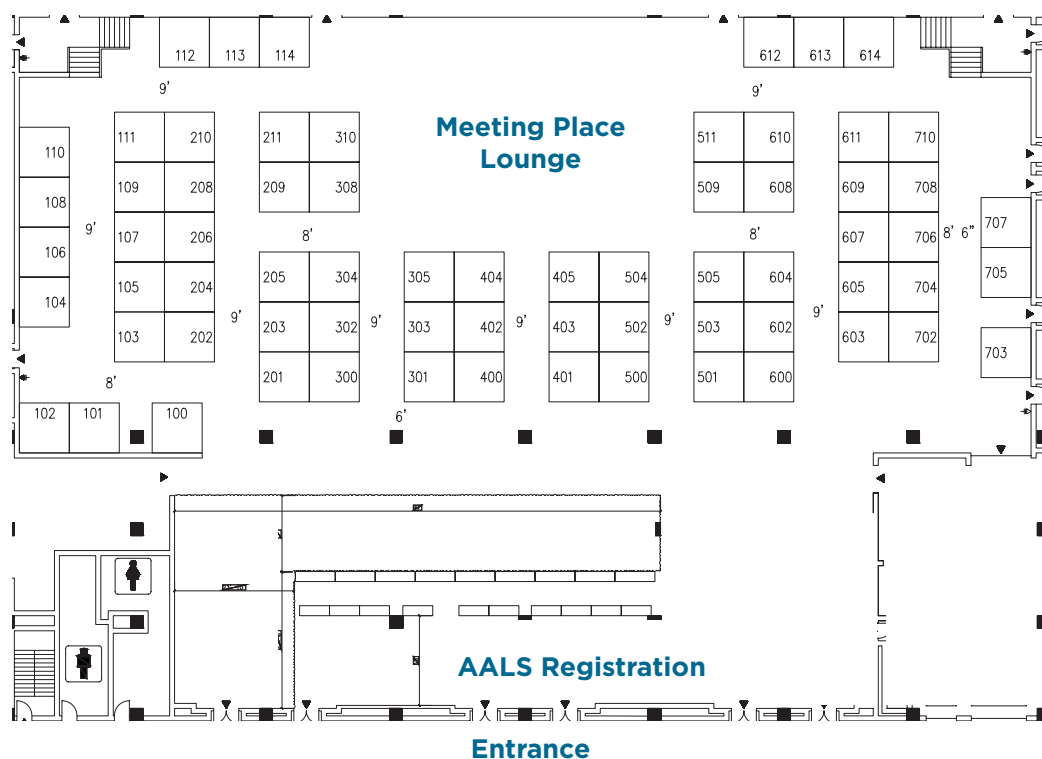 112 113 114 612 613 614
9' 9'
111 210 211 310 Meeting Place 511 610 611 710
110
Lounge
109 208 209 308 509 608 609 708
108
107 206 607 706 8' 6" 707
9'
8' 8'
106
105 204 205 304 305 404 405 504 505 604 605 704 705
104
9' 9' 9' 9' 9'
103 202 203 302 303 402 403 502 503 602 603 702 703
201 300 301 400 401 500 501 600
8'
102 101 100 6'
AALS Registration
Entrance